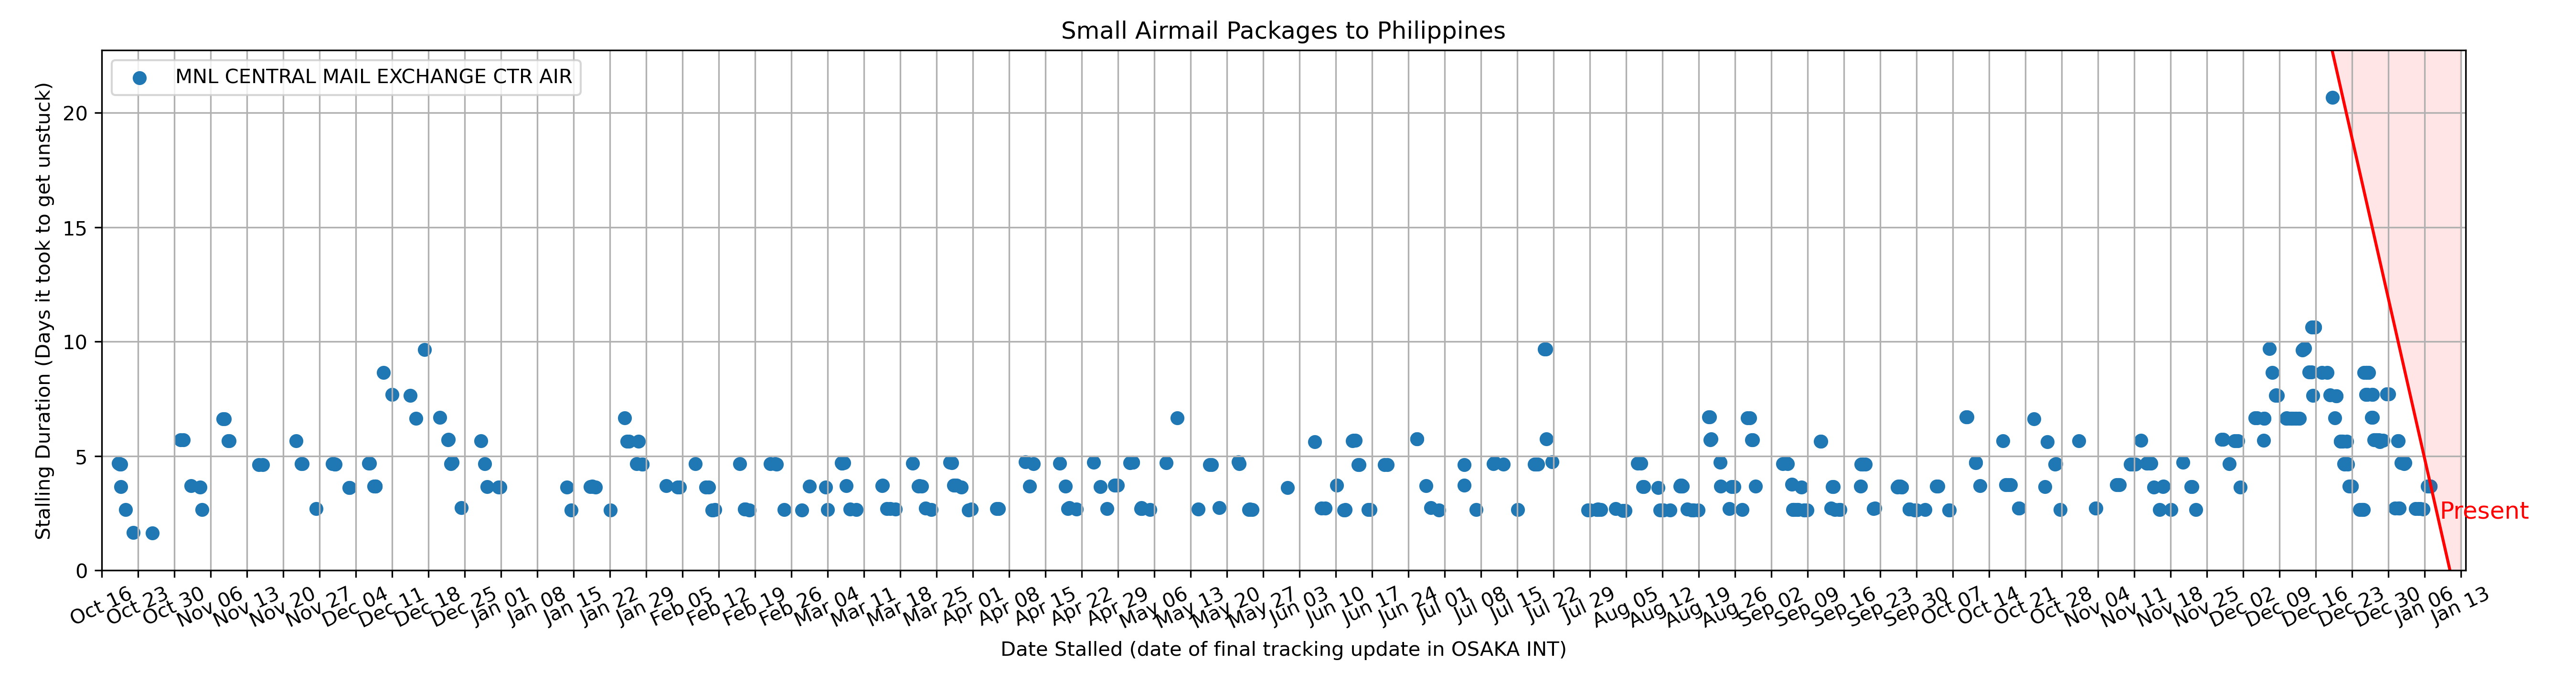 Small Airmail Packages to Philippines
MNL CENTRAL MAIL EXCHANGE CTR AIR
Stalling Duration (Days it took to get unstuck)
20
15
10
5
0
Present
Oct 16
Oct 23
Oct 30
Nov 06
Nov 13
Nov 20
Nov 27
Dec 04
Dec 11
Dec 18
Dec 25
Jan 01
Jan 08
Jan 15
Jan 22
Jan 29
Feb 05
Feb 12
Feb 19
Feb 26
Mar 04
Mar 11
Mar 18
Mar 25
Apr 01
Apr 08
Apr 15
Apr 22
Apr 29
May 06
May 13
May 20
May 27
Jun 03
Jun 10
Jun 17
Jun 24
Jul 01
Jul 08
Jul 15
Jul 22
Jul 29
Aug 05
Aug 12
Aug 19
Aug 26
Sep 02
Sep 09
Sep 16
Sep 23
Sep 30
Oct 07
Oct 14
Oct 21
Oct 28
Nov 04
Nov 11
Nov 18
Nov 25
Dec 02
Dec 09
Dec 16
Dec 23
Dec 30
Jan 06
Jan 13
Date Stalled (date of final tracking update in OSAKA INT)